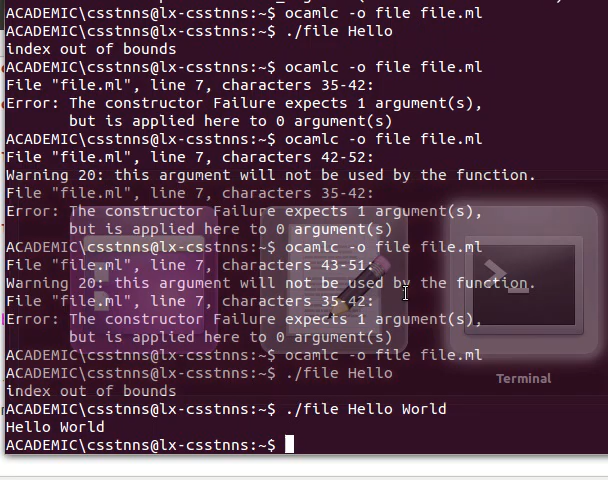 ACADEMIC\csstnns@lx-csstnns:~$ ocamlc -o file file.ml
ACADEMIC\csstnns@lx-csstnns:~$ ./file Hello
index out of bounds
ACADEMIC\csstnns@lx-csstnns:~$ ocamlc -o file file.ml
File "file.ml", line 7, characters 35-42:
Error: The constructor Failure expects 1 argument(s),
       but is applied here to 0 argument(s)
ACADEMIC\csstnns@lx-csstnns:~$ ocamlc -o file file.ml
File "file.ml", line 7, characters 42-52:
Warning 20: this argument will not be used by the function.
File "file.ml", line 7, characters 35-42:
Error: The constructor Failure expects 1 argument(s),
       but is applied here to 0 argument(s)
ACADEMIC\csstnns@lx-csstnns:~$ ocamlc -o file file.ml
File "file.ml", line 7, characters 43-51:
Warning 20: this argument will not be used by the function.
File "file.ml", line 7, characters 35-42:
Error: The constructor Failure expects 1 argument(s),
       but is applied here to 0 argument(s)
ACADEMIC\csstnns@lx-csstnns:~$ ocamlc -o file file.ml
ACADEMIC\csstnns@lx-csstnns:~$ ./file Hello
index out of bounds
ACADEMIC\csstnns@lx-csstnns:~$ ./file Hello World
Hello World
ACADEMIC\csstnns@lx-csstnns:~$
Terminal